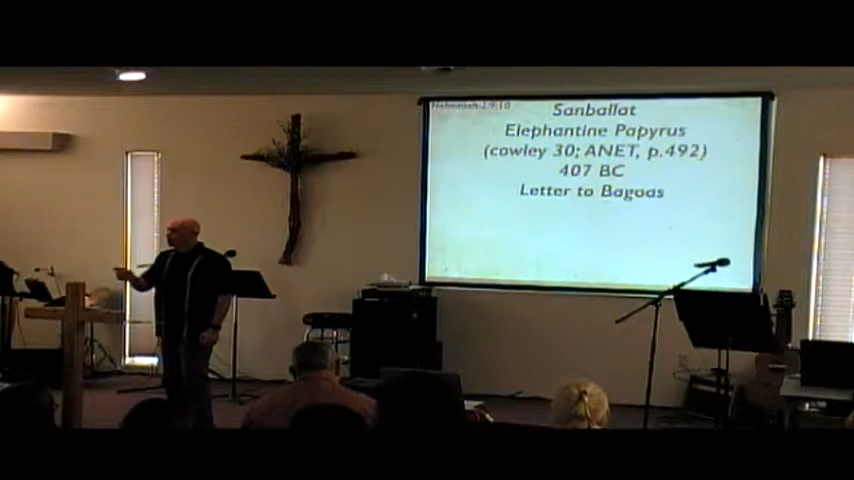 Nehemiah 2:9,10
Sanballat
Elephantine Papyrus
(cowley 30; ANET, p.492)
407 BC
Letter to Bagoas